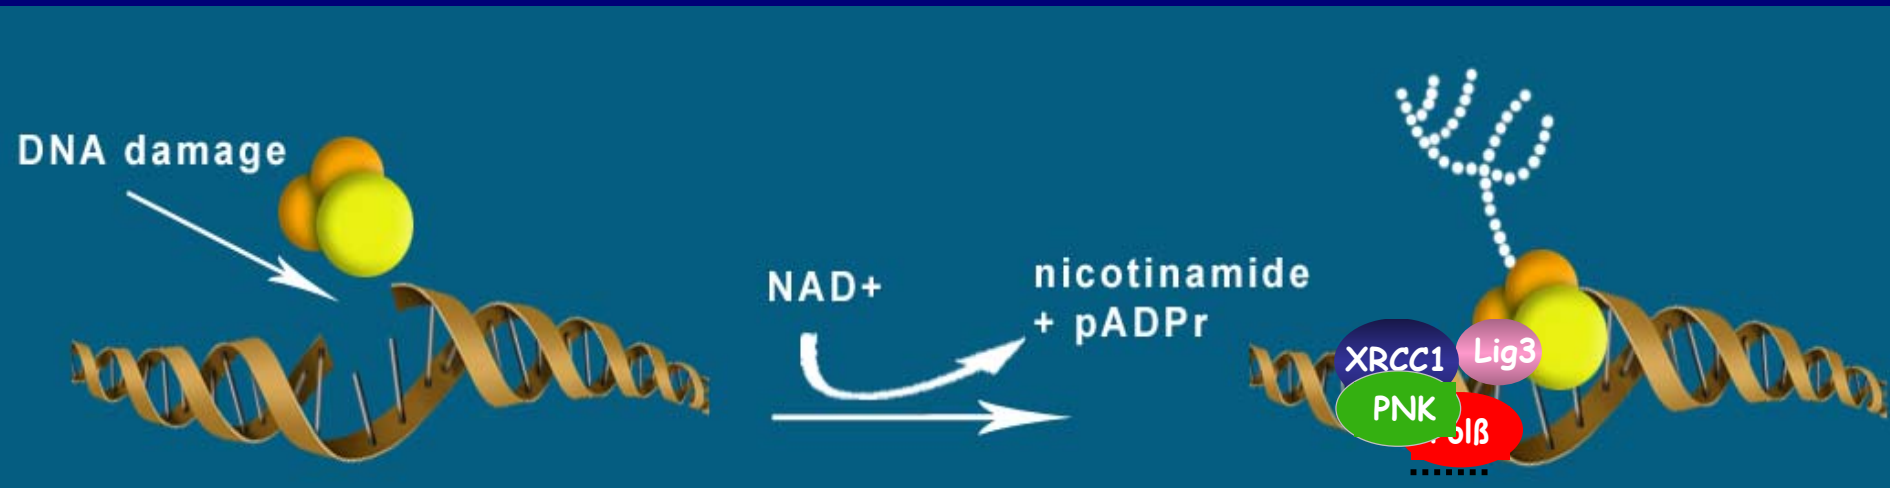 DNA damage
NAD+
nicotinamide
+ pADPr
XRCC1
Lig3
PNK